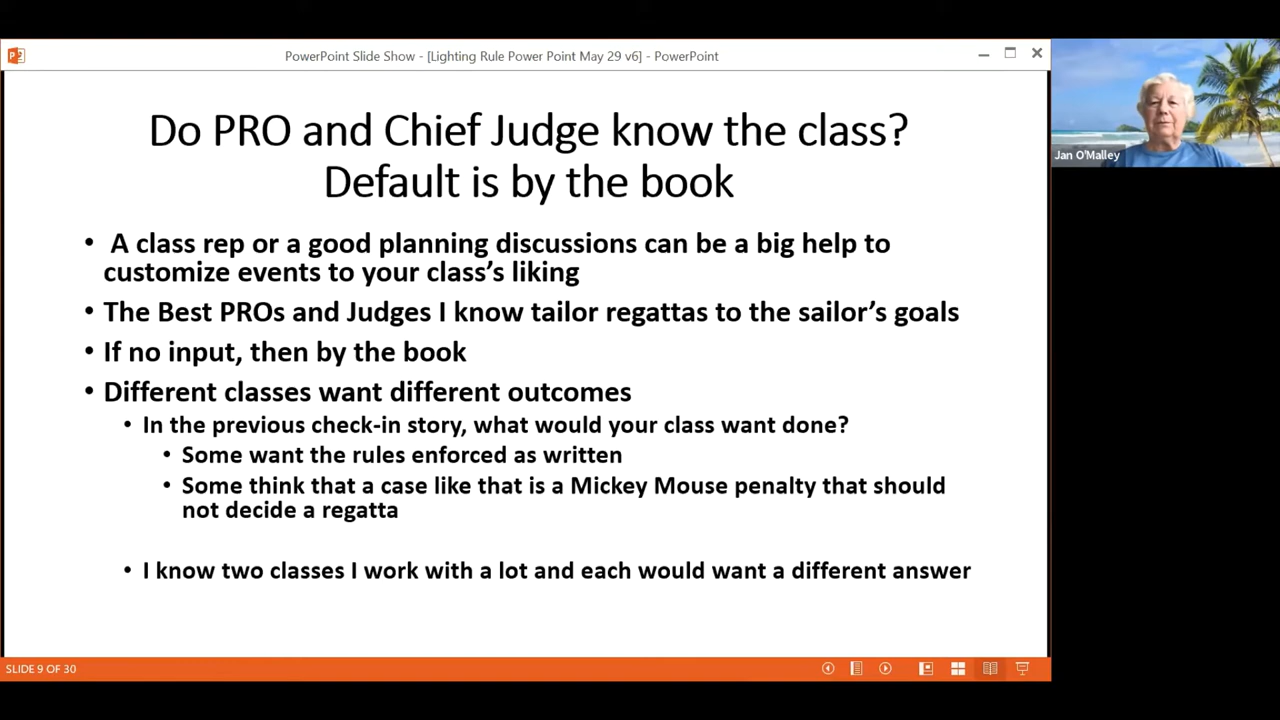 PowerPoint Slide Show - [Lighting Rule Power Point May 29 v6] - PowerPoint
Do PRO and Chief Judge know the class?
Default is by the book
• A class rep or a good planning discussions can be a big help to
customize events to your class's liking
• The Best PROs and Judges I know tailor regattas to the sailor's goals
• If no input, then by the book
• Different classes want different outcomes
• In the previous check-in story, what would your class want done?
• Some want the rules enforced as written
• Some think that a case like that is a Mickey Mouse penalty that should
not decide a regatta
• I know two classes I work with a lot and each would want a different answer
SLIDE 9 OF 30
Jan O'Malley